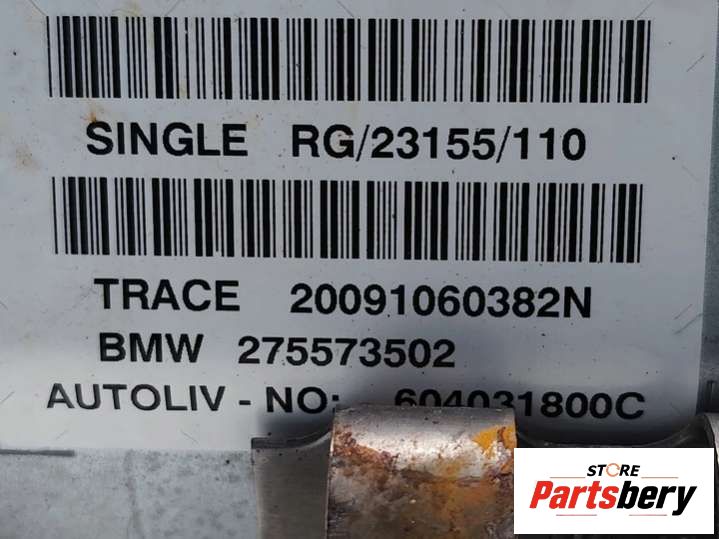 SINGLE RG/23155/110
TRACE 20091060382N
BMW 275573502
AUTOLIV - NO: 604031800C
STORE
Partsbery